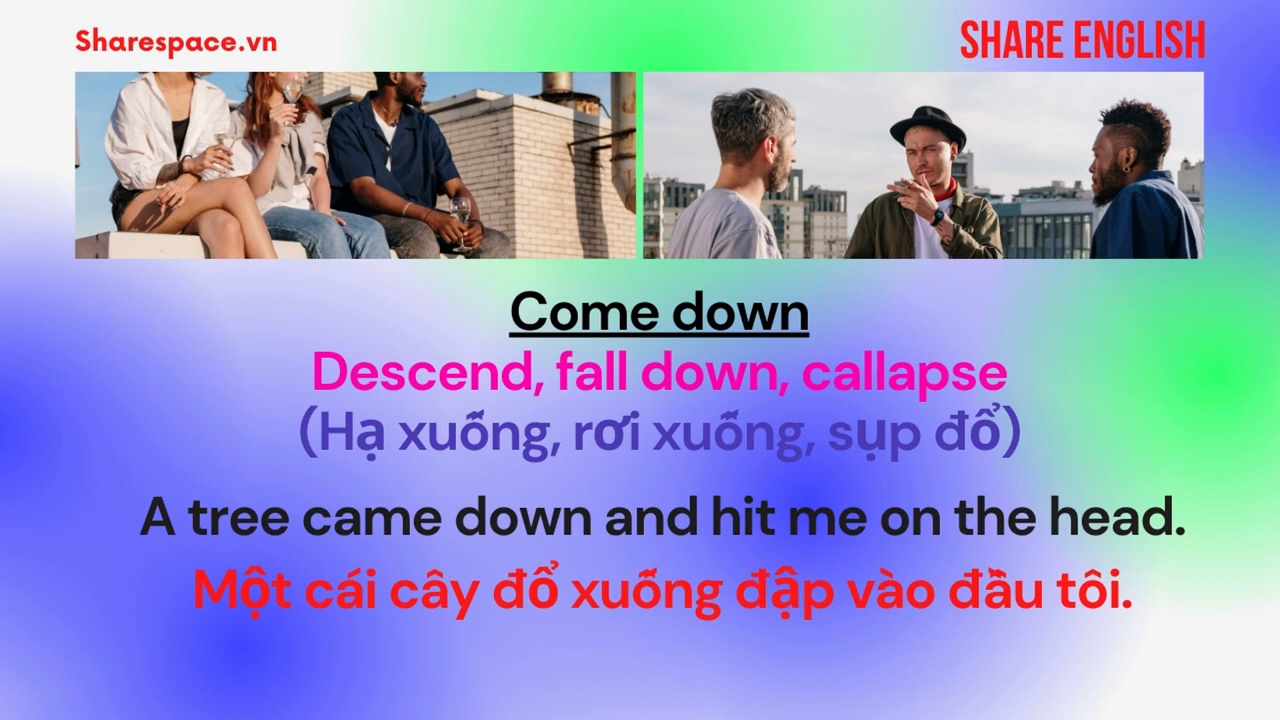 Sharespace.vn
SHARE ENGLISH
Come down
Descend, fall down, callapse
(Hạ xuống, rơi xuống, sụp đổ)
A tree came down and hit me on the head.
Một cái cây đổ xuống đập vào đầu tôi.